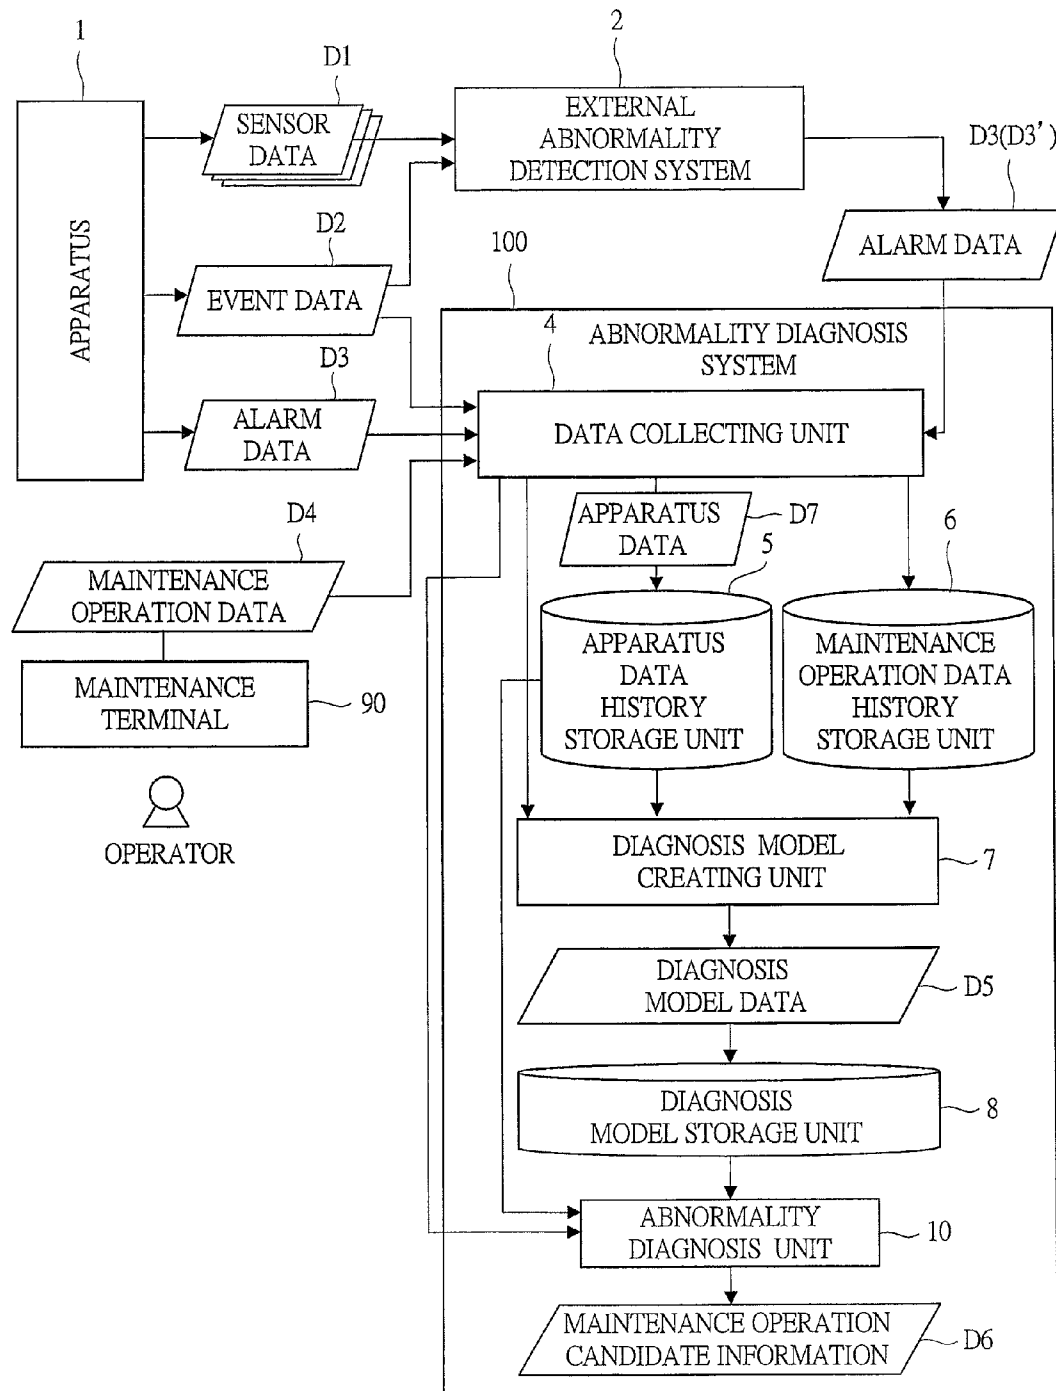 1
2
D1
SENSOR
DATA
EXTERNAL
ABNORMALITY
DETECTION SYSTEM
D3(D3')
ALARM DATA
APPARATUS
D2
EVENT DATA
100
ABNORMALITY DIAGNOSIS
SYSTEM
4
D3
ALARM
DATA
DATA COLLECTING UNIT
D4
MAINTENANCE
OPERATION DATA
APPARATUS
DATA
D7
5
6
MAINTENANCE
TERMINAL
90
OPERATOR
APPARATUS
DATA
HISTORY
STORAGE UNIT
MAINTENANCE
OPERATION DATA
HISTORY
STORAGE UNIT
DIAGNOSIS MODEL
CREATING UNIT
7
DIAGNOSIS
MODEL DATA
D5
DIAGNOSIS
MODEL STORAGE UNIT
8
ABNORMALITY
DIAGNOSIS UNIT
10
MAINTENANCE OPERATION
CANDIDATE INFORMATION
D6